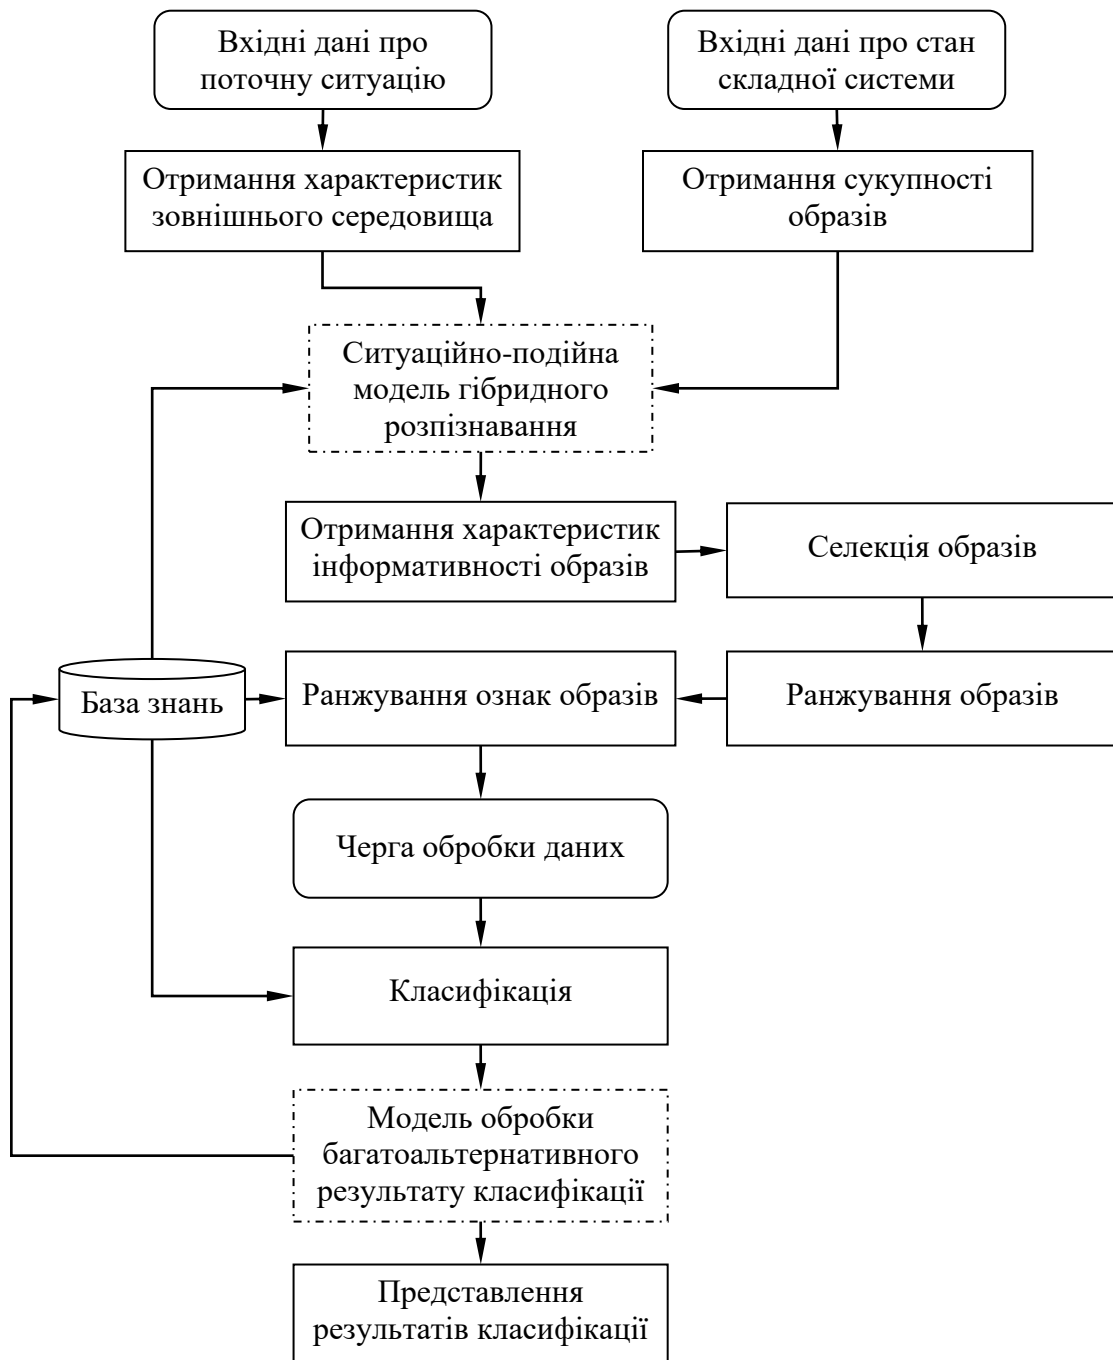 Вхідні дані про
поточну ситуацію
Вхідні дані про стан
складної системи
Отримання характеристик
зовнішнього середовища
Отримання сукупності
образів
Ситуаційно-подійна
модель гібридного
розпізнавання
Отримання характеристик
інформативності образів
Селекція образів
База знань
Ранжування ознак образів
Ранжування образів
Черга обробки даних
Класифікація
Модель обробки
багатоальтернативного
результату класифікації
Представлення
результатів класифікації